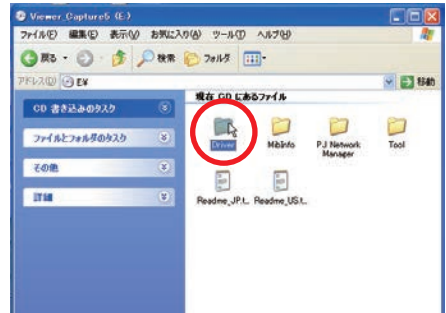 Viewer_Capture5 (E:)
ファイル(F) 編集(E) 表示(V) お気に入り(A) ツール(T) ヘルプ(H)
戻る 検索 フォルダ
アドレス(D) E¥ 移動
CD 書き込みのタスク
ファイルとフォルダのタスク
その他
詳細
現在 CD にあるファイル
Driver MibInfo PJ Network Manager Tool
Readme_JP.t... Readme_US.t...